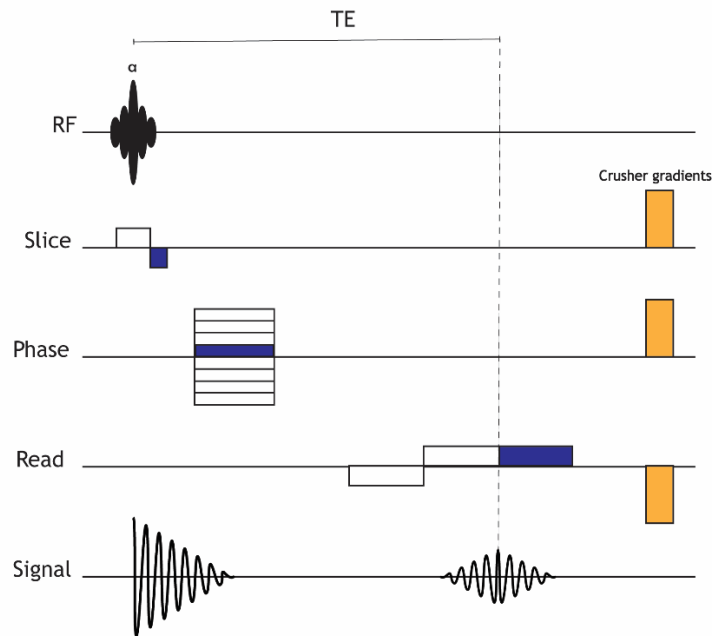 TE
α
RF
Crusher gradients
Slice
Phase
Read
Signal